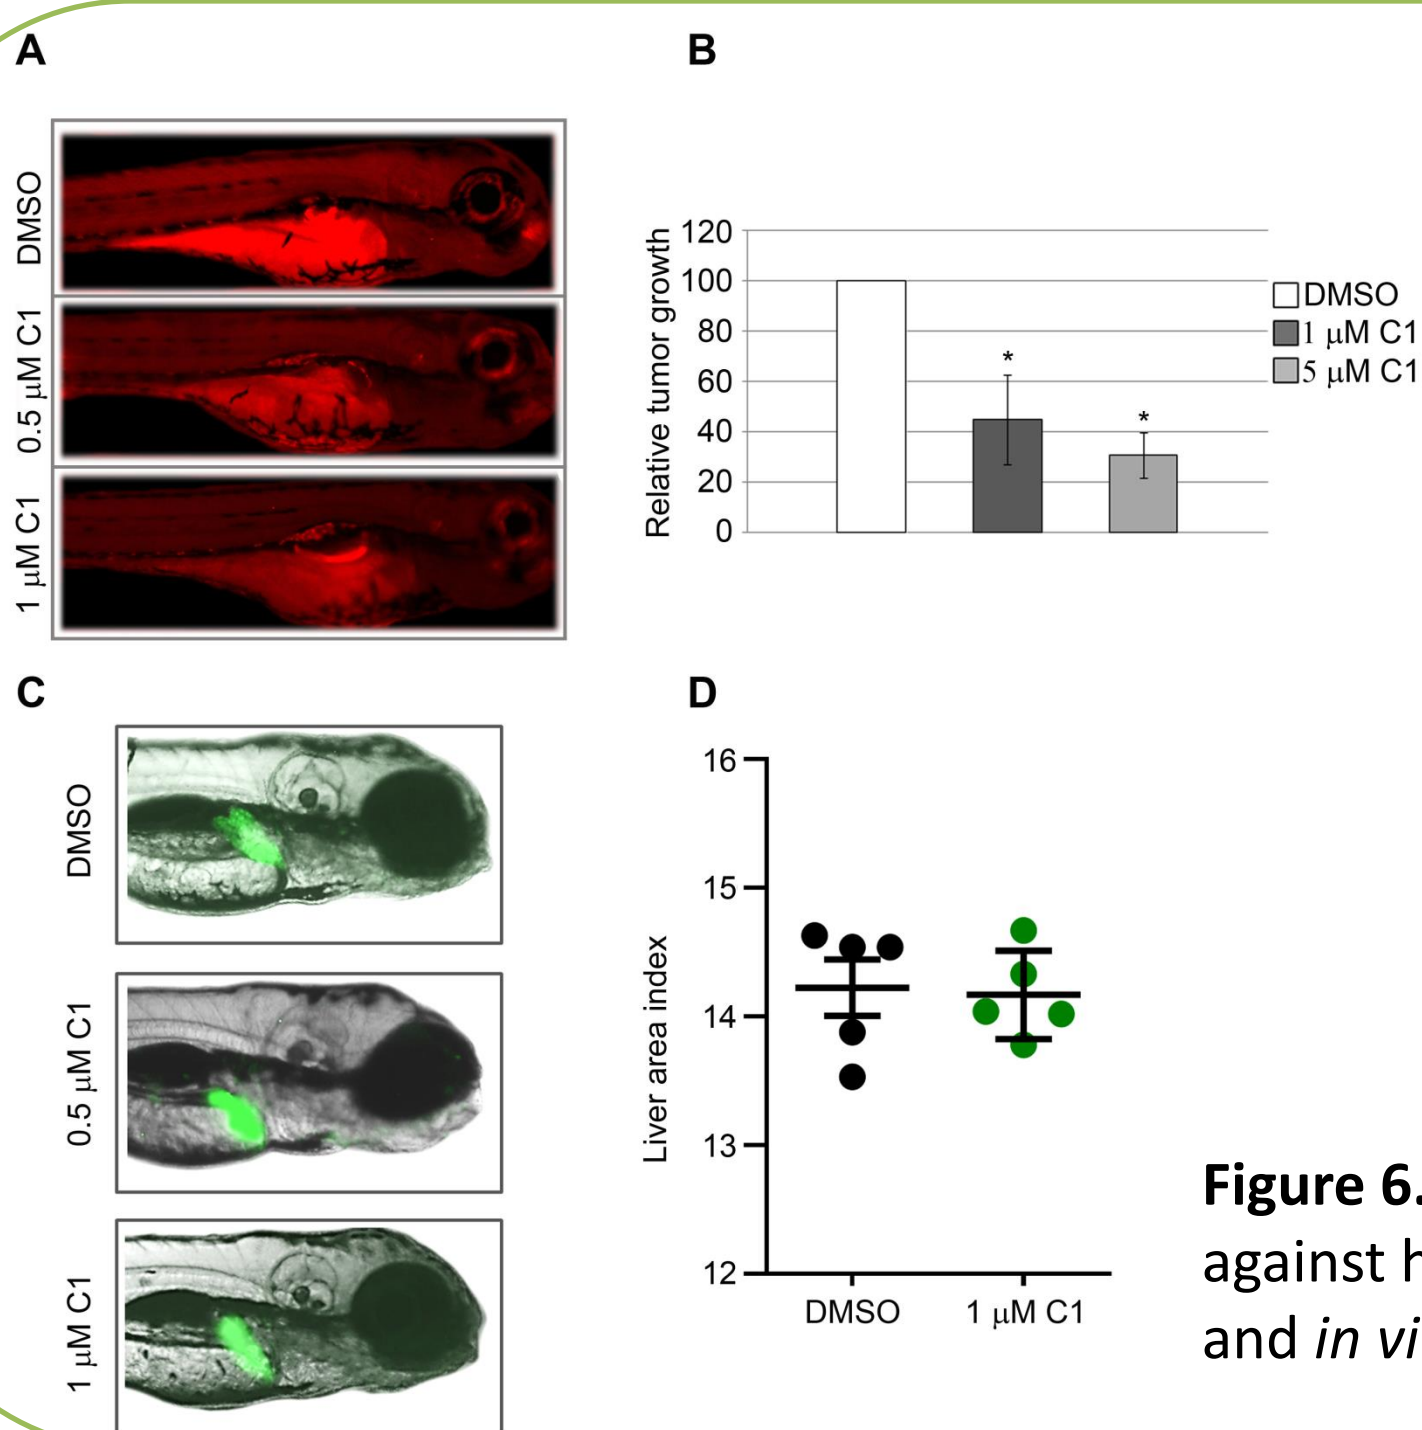 A
DMSO
0.5 μM C1
1 μM C1
B
Relative tumor growth
120
100
80
60
40
20
0
*
*
DMSO
1 μM C1
5 μM C1
C
DMSO
0.5 μM C1
1 μM C1
D
Liver area index
16
15
14
13
12
DMSO
1 μM C1
Figure 6.
against h
and in vi